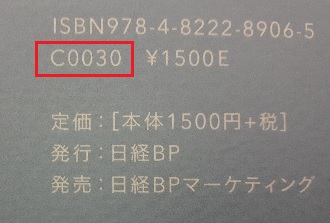 ISBN978-4-8222-8906-5
C0030 ¥1500E
定価:[本体1500円+税]
発行:日経BP
発売:日経BPマーケティング